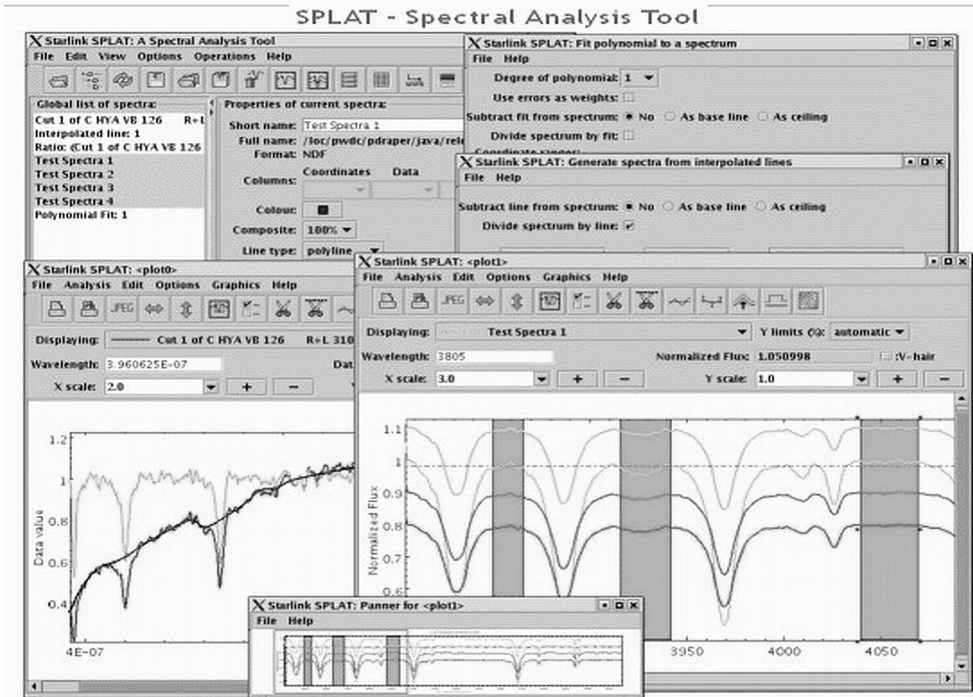 SPLAT - Spectral Analysis Tool
Starlink SPLAT: A Spectral Analysis Tool
File Edit View Options Operations Help
Global list of spectra:
Cut 1 of C HYA VB 126 R+L
Interpolated line: 1
Ratio: (Cut 1 of C HYA VB 126
Test Spectra 1
Test Spectra 2
Test Spectra 3
Test Spectra 4
Polynomial Fit: 1
Properties of current spectra:
Short name: Test Spectra 1
Full name: /loc/pwdc/pdraper/java/rele
Format: NDF
Coordinates Data
Columns:
Colour:
Composite: 100%
Line type: polyline
Starlink SPLAT: Fit polynomial to a spectrum
File Help
Degree of polynomial: 1
Use errors as weights:
Subtract fit from spectrum: No As base line As ceiling
Divide spectrum by fit:
Coordinate ranges:
Starlink SPLAT: Generate spectra from interpolated lines
File Help
Subtract line from spectrum: No As base line As ceiling
Divide spectrum by line:
Starlink SPLAT: <plot0>
File Analysis Edit Options Graphics Help
JPEG
Displaying: Cut 1 of C HYA VB 126 R+L 310
Wavelength: 3.960625E-07 Dat
X scale: 2.0
1.2
1
0.8
0.6
0.4
Data value
4E-07
Starlink SPLAT: <plot1>
File Analysis Edit Options Graphics Help
JPEG
Displaying: Test Spectra 1 Y limits (%): automatic
Wavelength: 3805 Normalized Flux: 1.050998 :V-hair
X scale: 3.0 Y scale: 1.0
1.1
1
0.9
0.8
0.7
0.6
Normalized Flux
3950 4000 4050
Starlink SPLAT: Panner for <plot1>
File Help